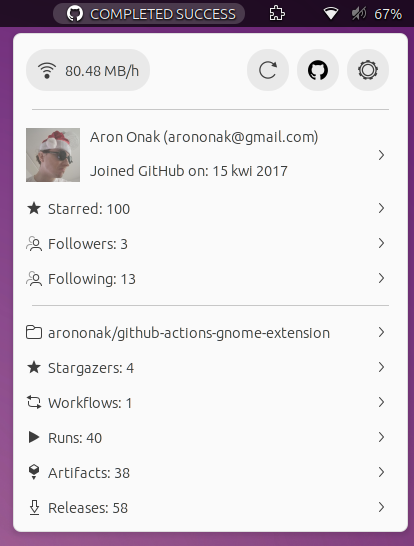 COMPLETED SUCCESS
67%
80.48 MB/h
Aron Onak (arononak@gmail.com)
Joined GitHub on: 15 kwi 2017
Starred: 100
Followers: 3
Following: 13
arononak/github-actions-gnome-extension
Stargazers: 4
Workflows: 1
Runs: 40
Artifacts: 38
Releases: 58